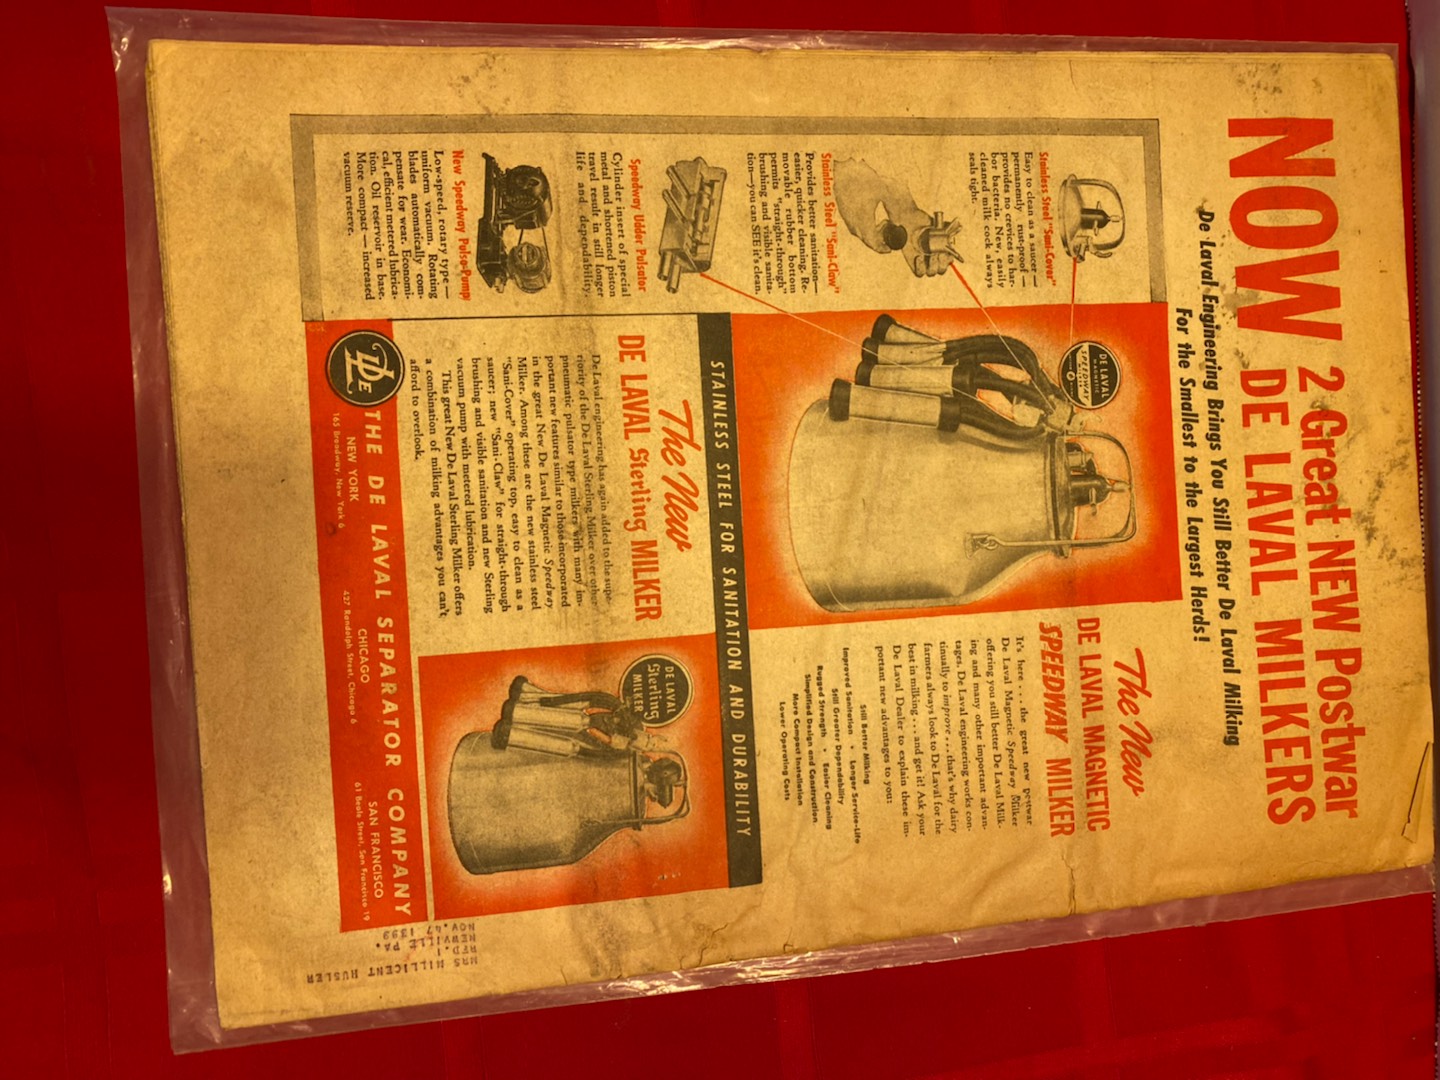 NOW 2 Great NEW Postwar
DE LAVAL MILKERS
De Laval Engineering Brings You Still Better De Laval Milking
For the Smallest to the Largest Herds!
Stainless Steel "Sani-Cover"
Easy to clean as a saucer —
permanently rust-proof —
provides no crevices to har-
bor bacteria. New, easily
cleaned milk cock always
seals tight.
Stainless Steel "Sani-Claw"
Provides better sanitation—
easier, quicker cleaning. Re-
movable rubber bottom
permits "straight-through"
brushing and visible sanita-
tion—you can SEE it's clean.
Speedway Udder Pulsator
Cylinder insert of special
metal and shortened piston
travel result in still longer
life and dependability.
New Speedway Pulso-Pump
Low-speed, rotary type—
uniform vacuum. Rotating
blades automatically com-
pensate for wear. Economi-
cal, efficient metered lubrica-
tion. Oil reservoir in base.
More compact — increased
vacuum reserve.
DE LAVAL
MAGNETIC
SPEEDWAY
MILKER
The New
DE LAVAL MAGNETIC
SPEEDWAY MILKER
It's here . . . the great new postwar
De Laval Magnetic Speedway Milker
offering you still better De Laval Milk-
ing and many other important advan-
tages. De Laval engineering works con-
tinually to improve . . . that's why dairy
farmers always look to De Laval for the
best in milking . . . and get it! Ask your
De Laval Dealer to explain these im-
portant new advantages to you:
Still Better Milking
Improved Sanitation • Longer Service-Life
Still Greater Dependability
Rugged Strength • Easier Cleaning
Simplified Design and Construction
More Compact Installation
Lower Operating Costs
STAINLESS STEEL FOR SANITATION AND DURABILITY
The New
DE LAVAL Sterling MILKER
De Laval engineering has again added to the supe-
riority of the De Laval Sterling Milker over other
pneumatic pulsator type milkers with many im-
portant new features similar to those incorporated
in the great New De Laval Magnetic Speedway
Milker. Among these are the new stainless steel
"Sani-Cover" operating top, easy to clean as a
saucer; new "Sani-Claw" for straight-through
brushing and visible sanitation and new Sterling
vacuum pump with metered lubrication.
This great New De Laval Sterling Milker offers
a combination of milking advantages you can't
afford to overlook.
DE LAVAL
Sterling
MILKER
DLE
THE DE LAVAL SEPARATOR COMPANY
NEW YORK
165 Broadway, New York 6
CHICAGO
427 Randolph Street, Chicago 6
SAN FRANCISCO
61 Beale Street, San Francisco 19
MRS MILLICENT HUSLER
RFD.1
NEWVILLE PA.
NOV.47 1399